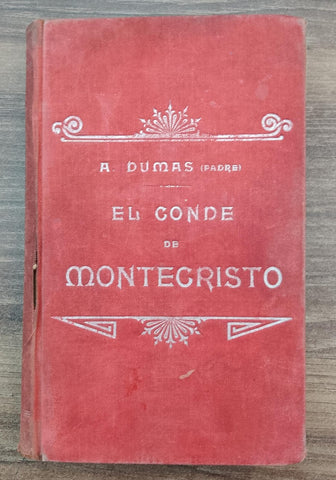 A. DUMAS (PADRE)
EL CONDE
DE
MONTECRISTO